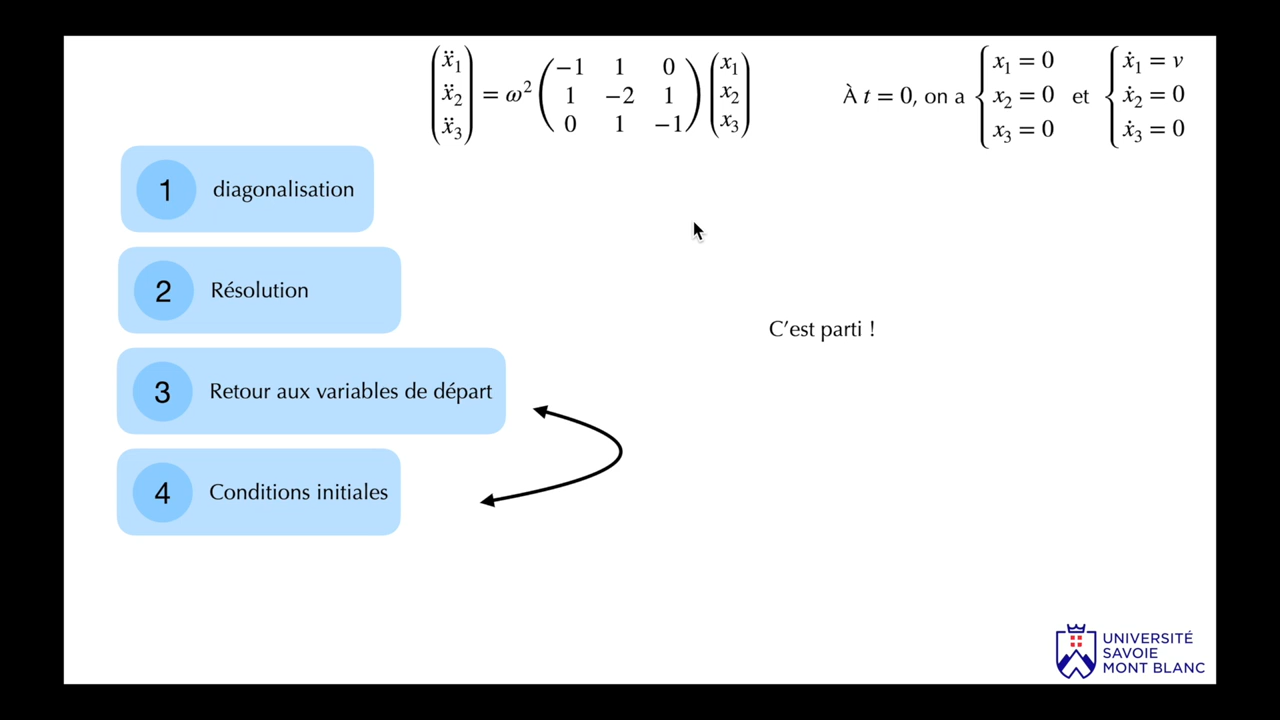 (ẍ₁ ẍ₂ ẍ₃) = ω² (−1 1 0 / 1 −2 1 / 0 1 −1) (x₁ x₂ x₃)
À t = 0, on a { x₁ = 0 x₂ = 0 x₃ = 0 et { ẋ₁ = v ẋ₂ = 0 ẋ₃ = 0
1 diagonalisation
2 Résolution
C’est parti !
3 Retour aux variables de départ
4 Conditions initiales
UNIVERSITÉ
SAVOIE
MONT BLANC